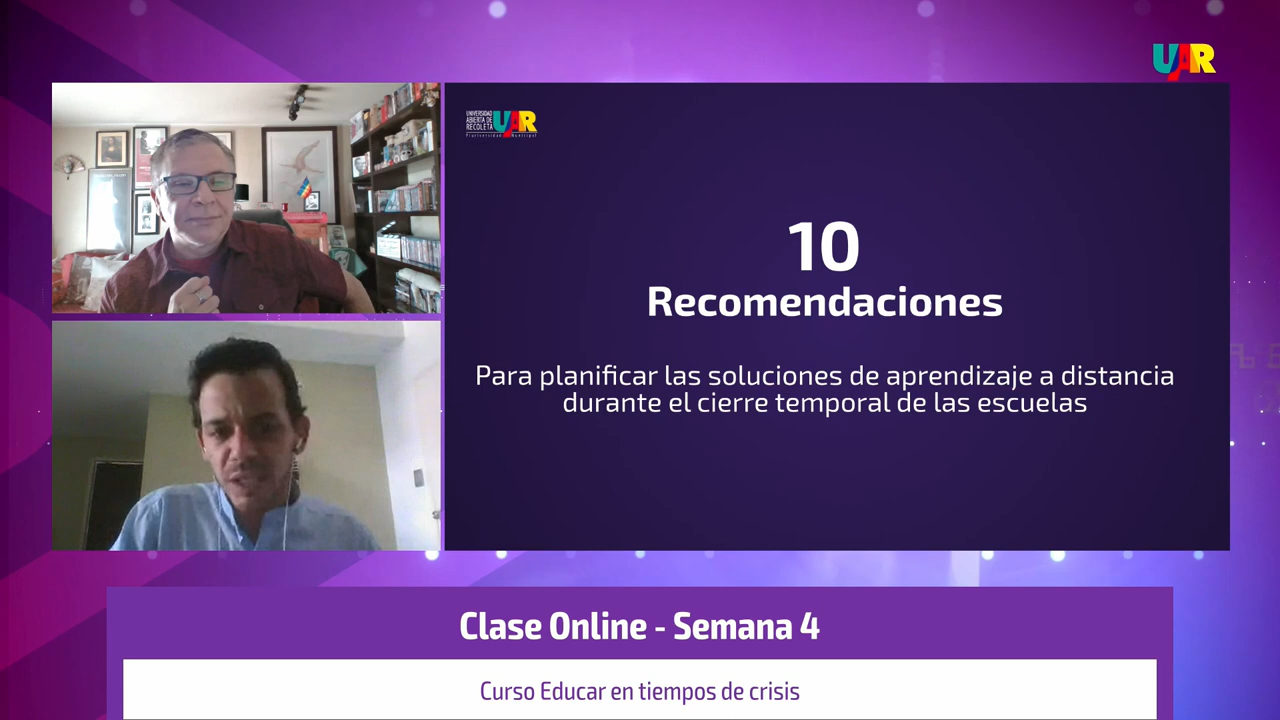 UAR
UNIVERSIDAD
ABIERTA DE
RECOLETA
UAR
10
Recomendaciones
Para planificar las soluciones de aprendizaje a distancia
durante el cierre temporal de las escuelas
Clase Online - Semana 4
Curso Educar en tiempos de crisis